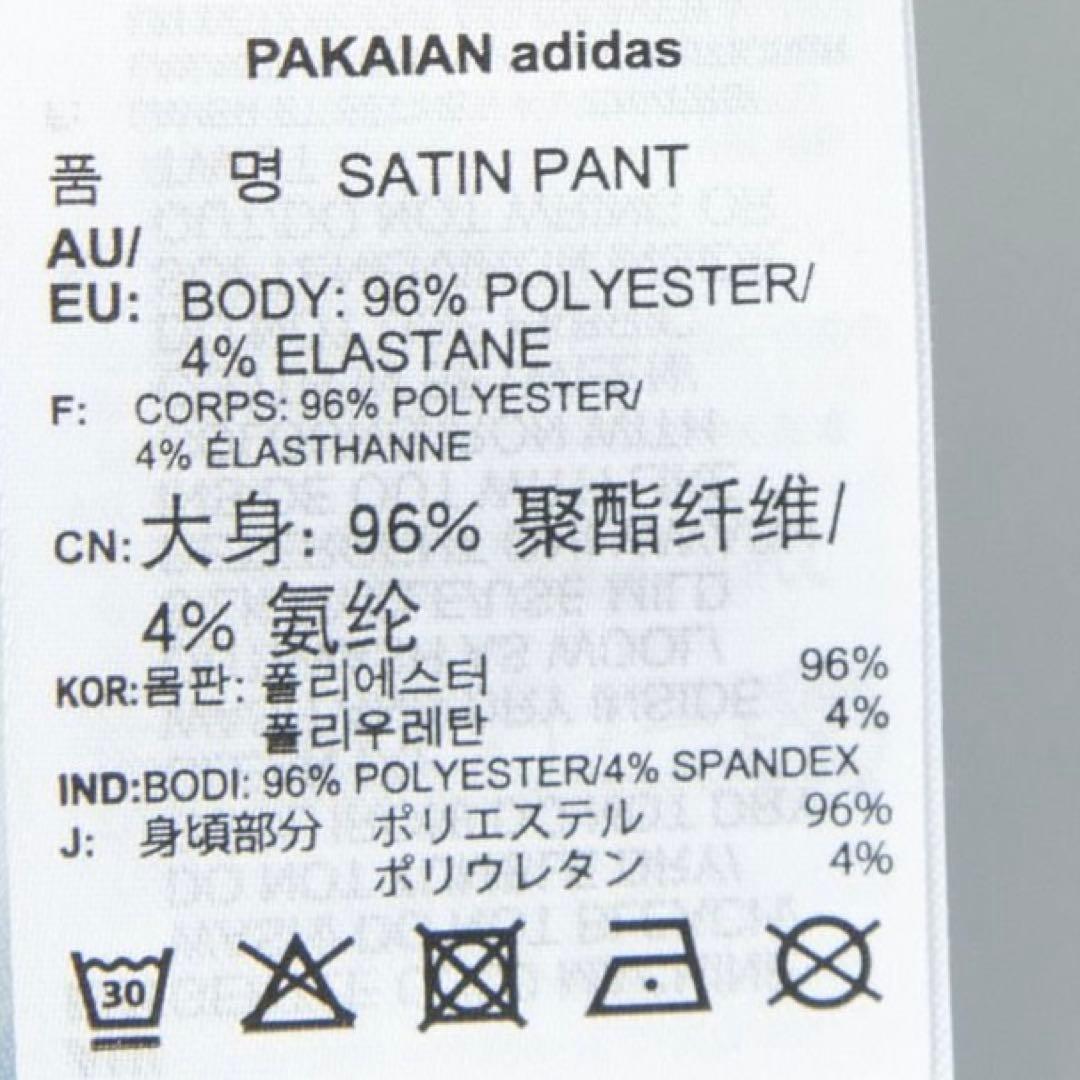 PAKAIAN adidas
품 명 SATIN PANT
AU/
EU: BODY: 96% POLYESTER/
4% ELASTANE
F: CORPS: 96% POLYESTER/
4% ÉLASTHANNE
CN: 大身: 96% 聚酯纤维/
4% 氨纶
KOR: 몸판: 폴리에스터 96%
폴리우레탄 4%
IND: BODI: 96% POLYESTER/4% SPANDEX
J: 身頃部分 ポリエステル 96%
ポリウレタン 4%
30